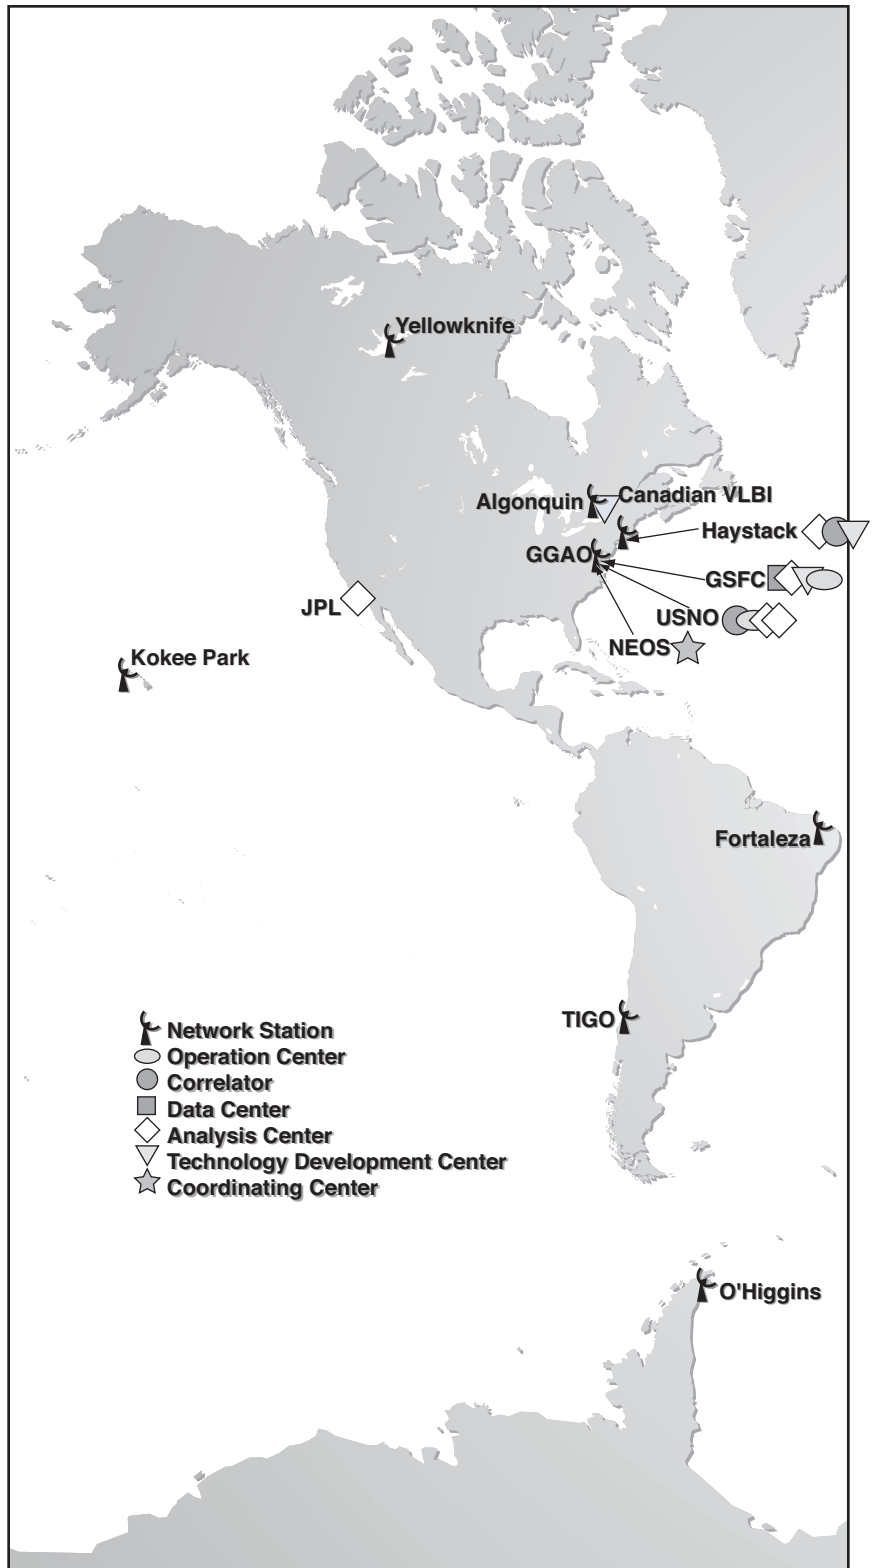 Yellowknife
Algonquin
Canadian VLBI
Haystack
GGAO
GSFC
JPL
USNO
NEOS
Kokee Park
Fortaleza
TIGO
Network Station
Operation Center
Correlator
Data Center
Analysis Center
Technology Development Center
Coordinating Center
O'Higgins